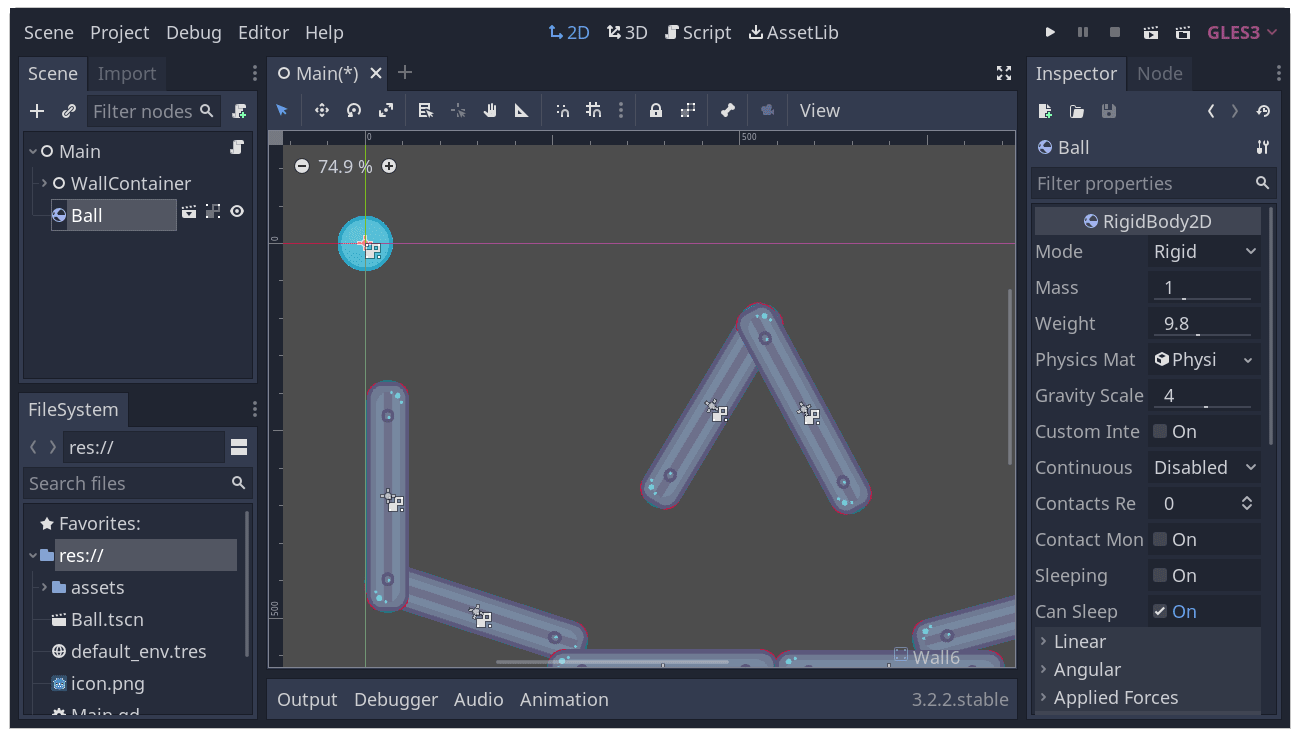 Scene Project Debug Editor Help 2D 3D Script AssetLib GLES3
Scene Import
Filter nodes
Main
WallContainer
Ball
FileSystem
res://
Search files
Favorites:
res://
assets
Ball.tscn
default_env.tres
icon.png
Main.gd
Main(*)
View
0 500
74.9 %
0
500
Wall6
Output Debugger Audio Animation 3.2.2.stable
Inspector Node
Ball
Filter properties
RigidBody2D
Mode Rigid
Mass 1
Weight 9.8
Physics Mat Physi
Gravity Scale 4
Custom Inte On
Continuous Disabled
Contacts Re 0
Contact Mon On
Sleeping On
Can Sleep On
Linear
Angular
Applied Forces